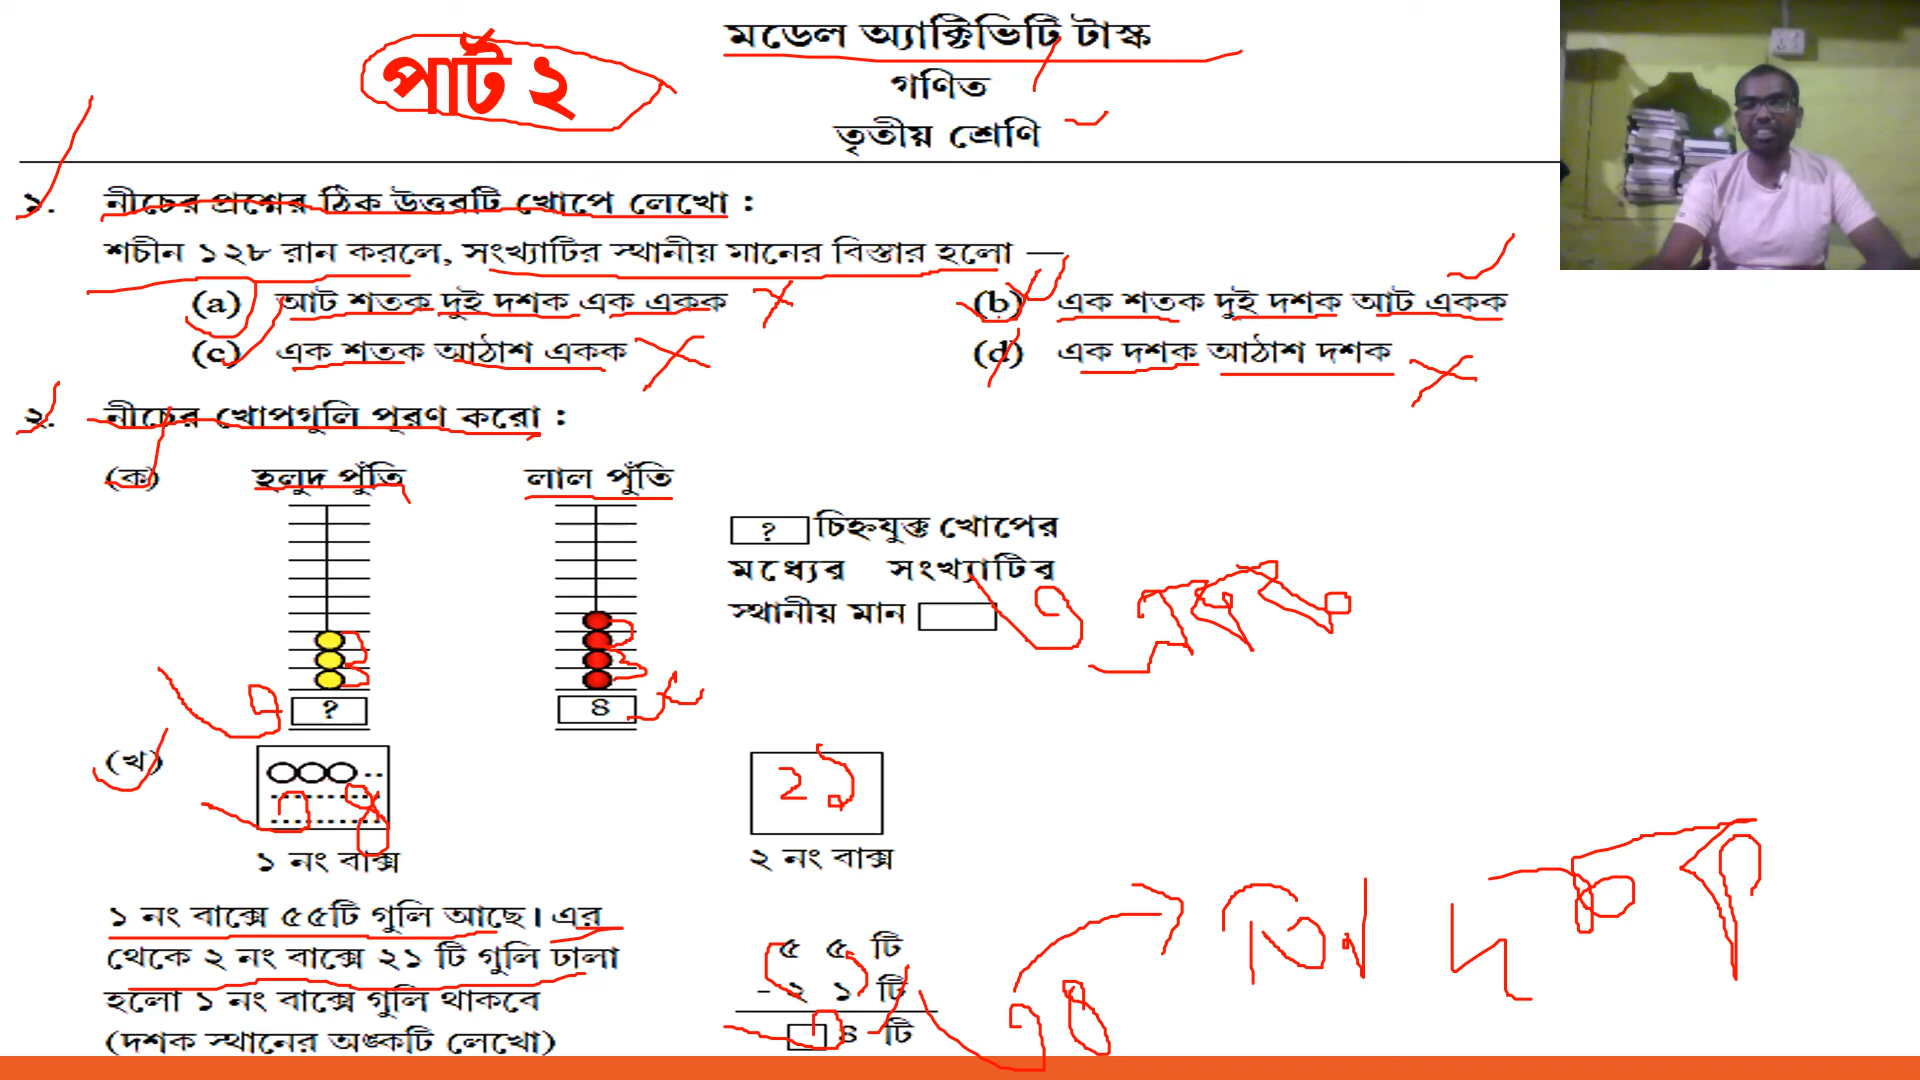 মডেল অ্যাক্টিভিটি টাস্ক
পার্ট ২
গণিত
তৃতীয় শ্রেণি
১. নীচের প্রশ্নের ঠিক উত্তরটি খোপে লেখো :
শচীন ১২৮ রান করলে, সংখ্যাটির স্থানীয় মানের বিস্তার হলো —
(a) আট শতক দুই দশক এক একক (b) এক শতক দুই দশক আট একক
(c) এক শতক আঠাশ একক (d) এক দশক আঠাশ দশক
২. নীচের খোপগুলি পূরণ করো :
(ক) হলুদ পুঁতি লাল পুঁতি
? চিহ্নযুক্ত খোপের
মধ্যের সংখ্যাটির
স্থানীয় মান
? ৪
(খ)
১ নং বাক্স ২ নং বাক্স
১ নং বাক্সে ৫৫টি গুলি আছে। এর
থেকে ২ নং বাক্সে ২১ টি গুলি ঢালা
হলো ১ নং বাক্সে গুলি থাকবে
(দশক স্থানের অঙ্কটি লেখো)
৫ ৫ টি
- ২ ১ টি
৪ টি